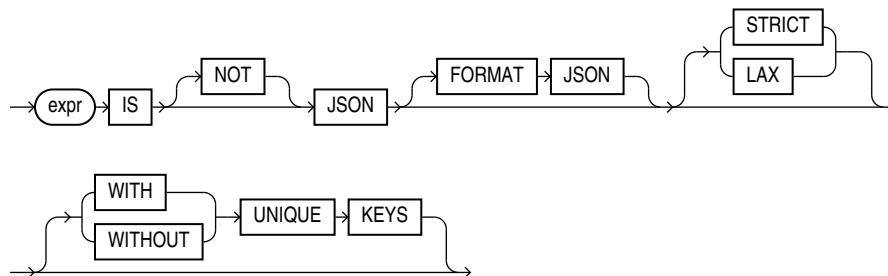 STRICT
NOT FORMAT JSON LAX
expr IS JSON
WITH
UNIQUE KEYS
WITHOUT